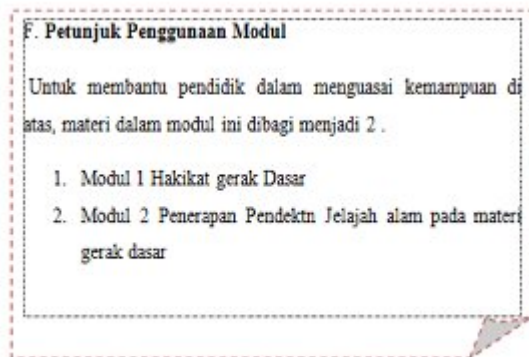 F. Petunjuk Penggunaan Modul
Untuk membantu pendidik dalam menguasai kemampuan di
atas, materi dalam modul ini dibagi menjadi 2 .
1. Modul 1 Hakikat gerak Dasar
2. Modul 2 Penerapan Pendektn Jelajah alam pada materi
gerak dasar